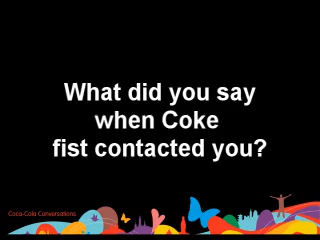 What did you say
when Coke
fist contacted you?
Coca-Cola Conversations